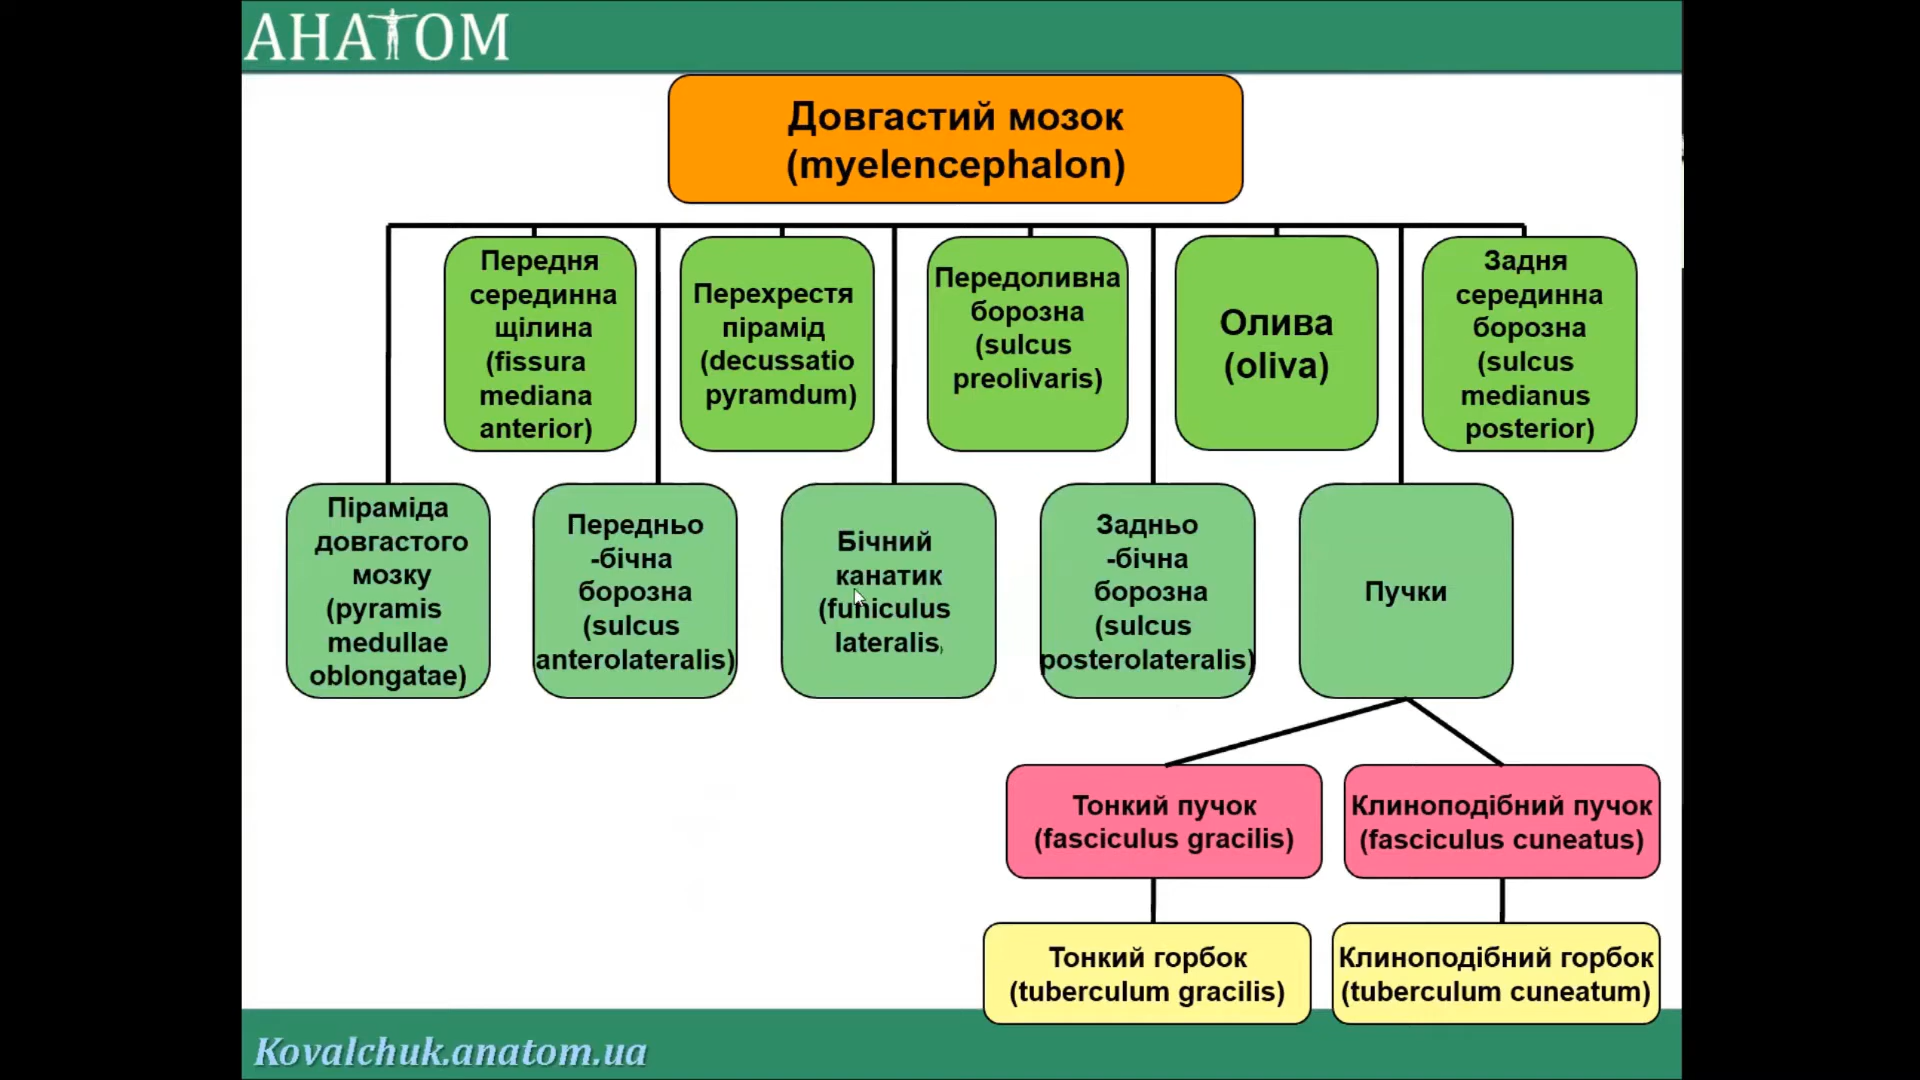 АНАТОМ
Довгастий мозок
(myelencephalon)
Передня
серединна
щілина
(fissura
mediana
anterior)
Перехрестя
пірамід
(decussatio
pyramdum)
Передоливна
борозна
(sulcus
preolivaris)
Олива
(oliva)
Задня
серединна
борозна
(sulcus
medianus
posterior)
Піраміда
довгастого
мозку
(pyramis
medullae
oblongatae)
Передньо
-бічна
борозна
(sulcus
anterolateralis)
Бічний
канатик
(funiculus
lateralis)
Задньо
-бічна
борозна
(sulcus
posterolateralis)
Пучки
Тонкий пучок
(fasciculus gracilis)
Клиноподібний пучок
(fasciculus cuneatus)
Тонкий горбок
(tuberculum gracilis)
Клиноподібний горбок
(tuberculum cuneatum)
Kovalchuk.anatom.ua